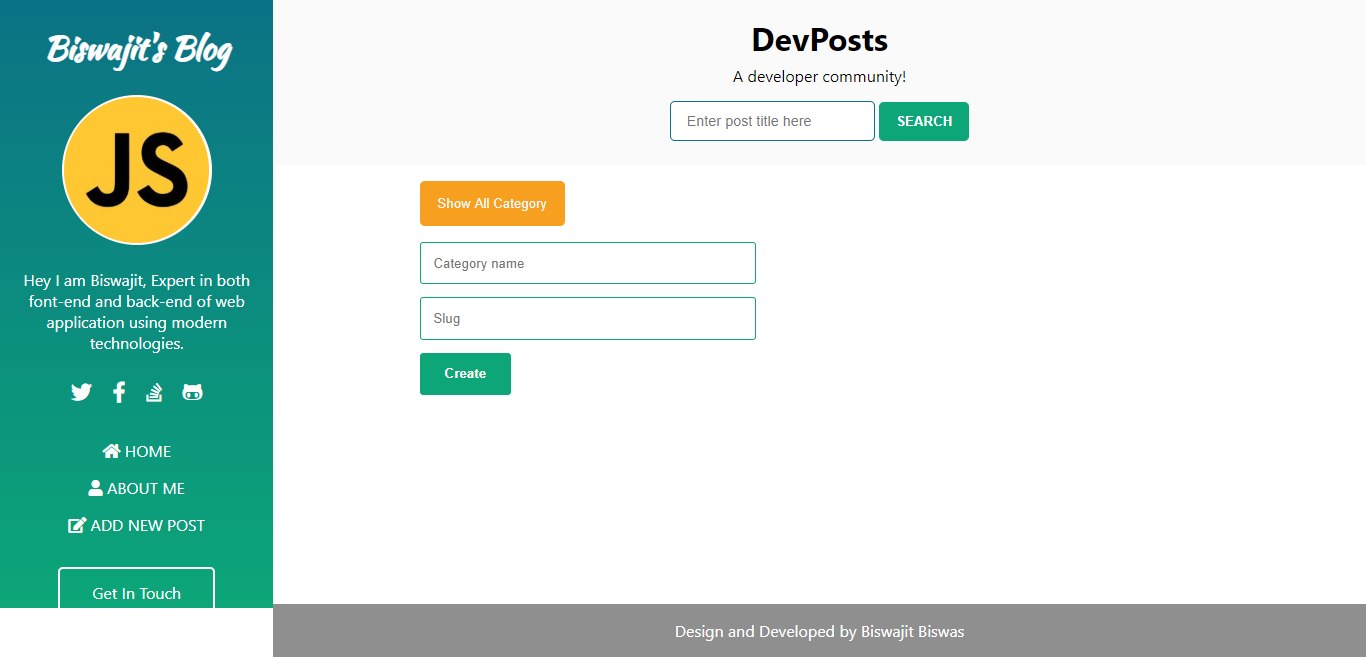 Biswajit's Blog
JS
Hey I am Biswajit, Expert in both
font-end and back-end of web
application using modern
technologies.
HOME
ABOUT ME
ADD NEW POST
Get In Touch
DevPosts
A developer community!
Enter post title here
SEARCH
Show All Category
Category name
Slug
Create
Design and Developed by Biswajit Biswas